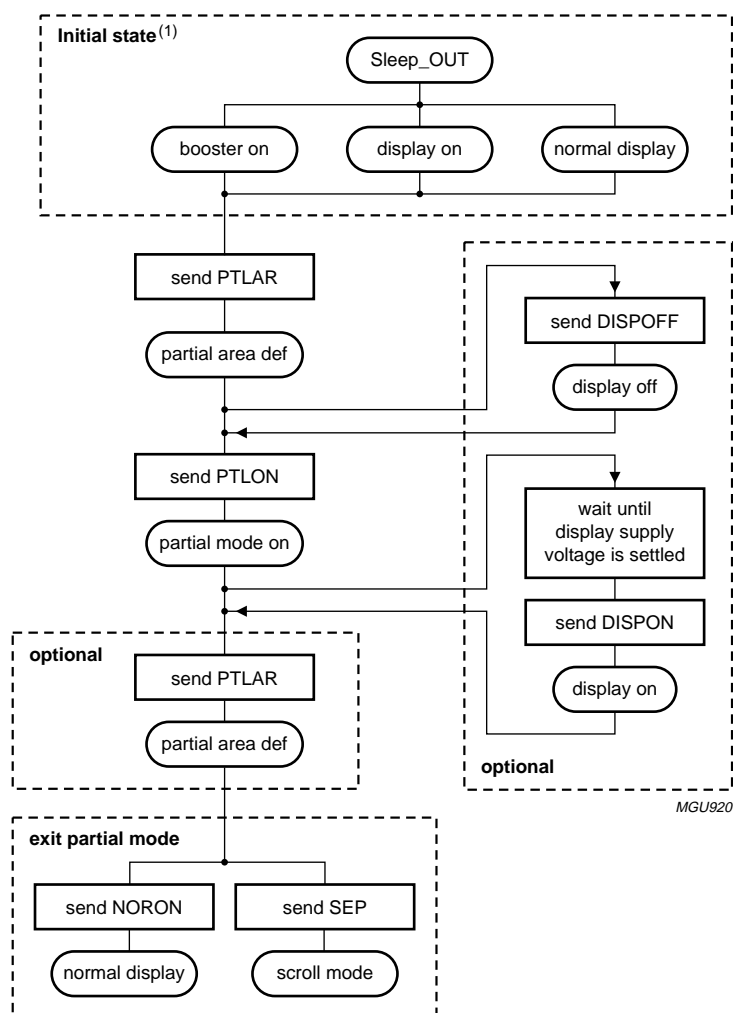 Initial state(1)
Sleep_OUT
booster on
display on
normal display
send PTLAR
partial area def
send DISPOFF
display off
send PTLON
partial mode on
wait until
display supply
voltage is settled
send DISPON
display on
optional
optional
send PTLAR
partial area def
MGU920
exit partial mode
send NORON
send SEP
normal display
scroll mode